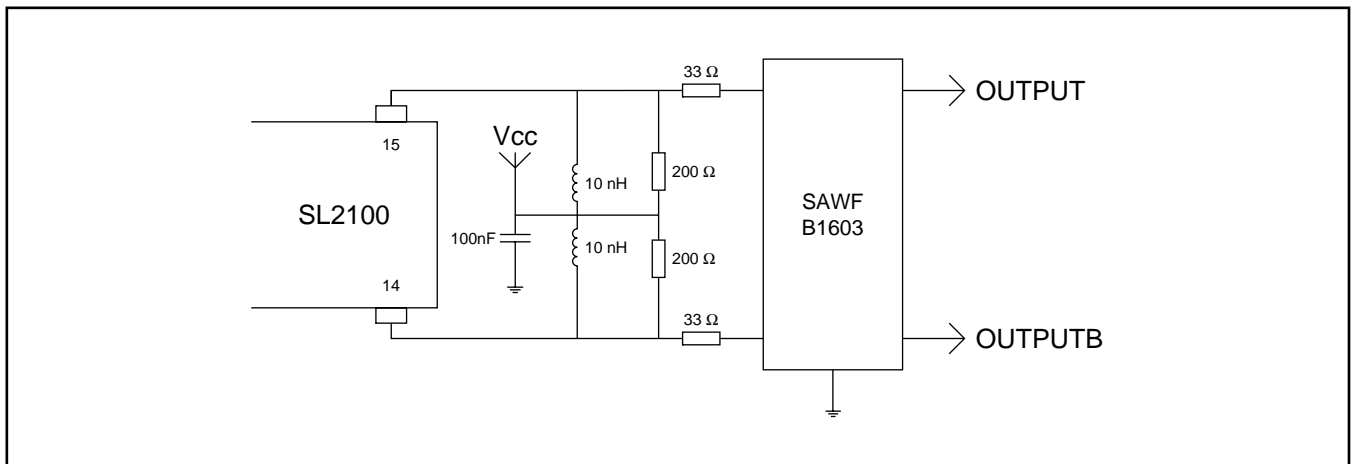 33 Ω
OUTPUT
15
Vcc
10 nH
200 Ω
SL2100
SAWF
B1603
100nF
10 nH
200 Ω
14
33 Ω
OUTPUTB